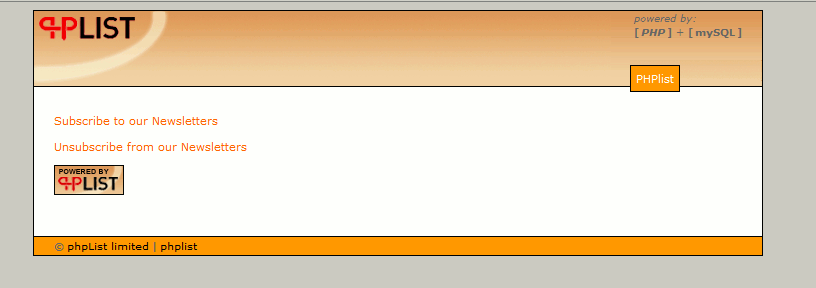 PHPLIST
powered by:
[ PHP ] + [ mySQL ]
PHPlist
Subscribe to our Newsletters
Unsubscribe from our Newsletters
POWERED BY
PHPLIST
© phpList limited | phplist